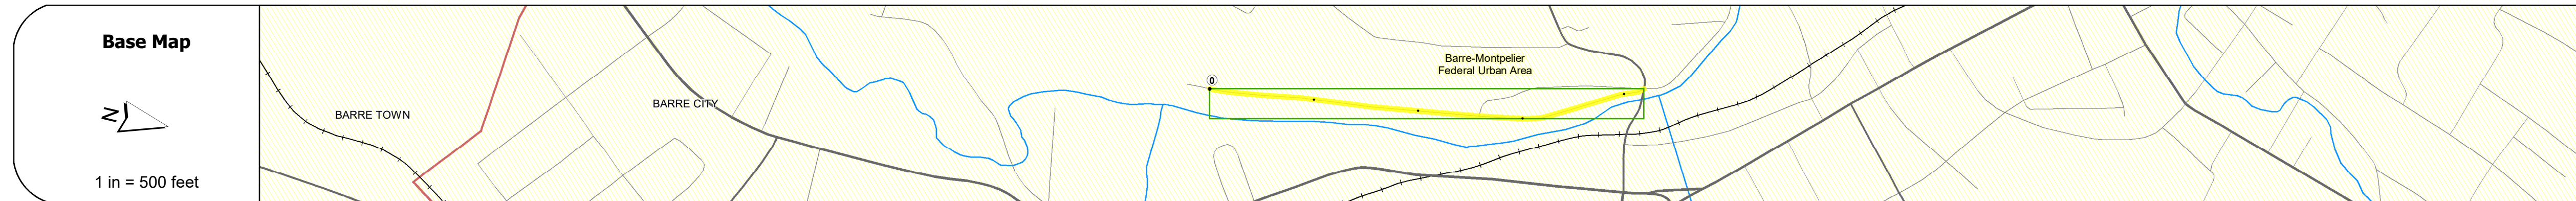 Base Map
N
1 in = 500 feet
BARRE TOWN
BARRE CITY
0
Barre-Montpelier
Federal Urban Area